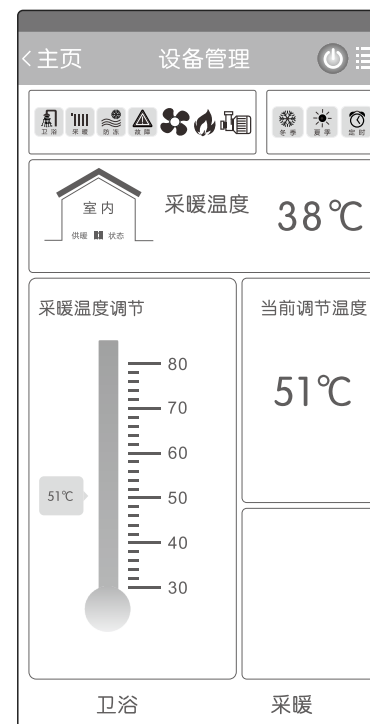 <主页 设备管理
卫浴 采暖 防冻 故障 冬季 夏季 定时
室内
供暖 状态
采暖温度 38℃
采暖温度调节
80
70
60
51℃ 50
40
30
当前调节温度
51℃
卫浴 采暖